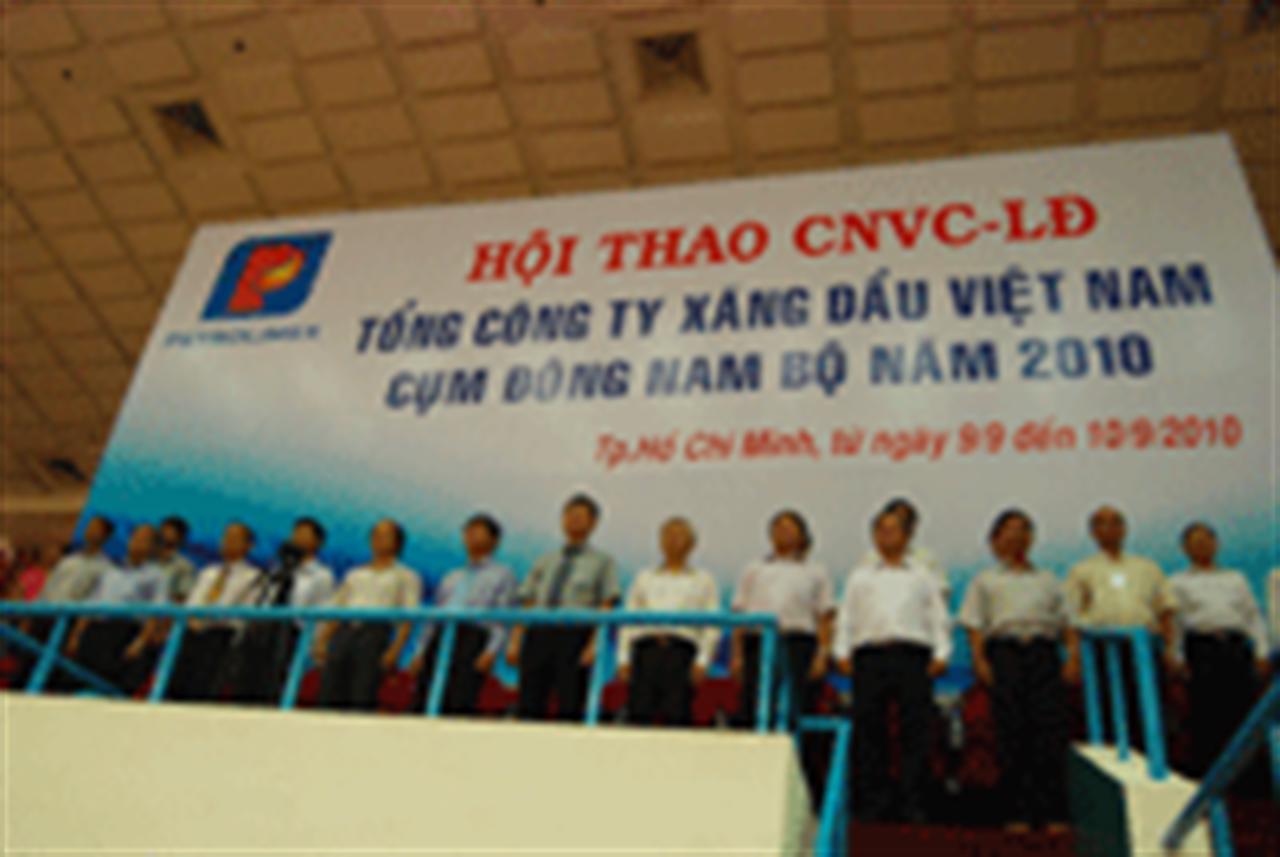 HỘI THAO CNVC-LĐ
TỔNG CÔNG TY XĂNG DẦU VIỆT NAM
CỤM ĐÔNG NAM BỘ NĂM 2010
PETROLIMEX
Tp.Hồ Chí Minh, từ ngày 9/9 đến 10/9/2010